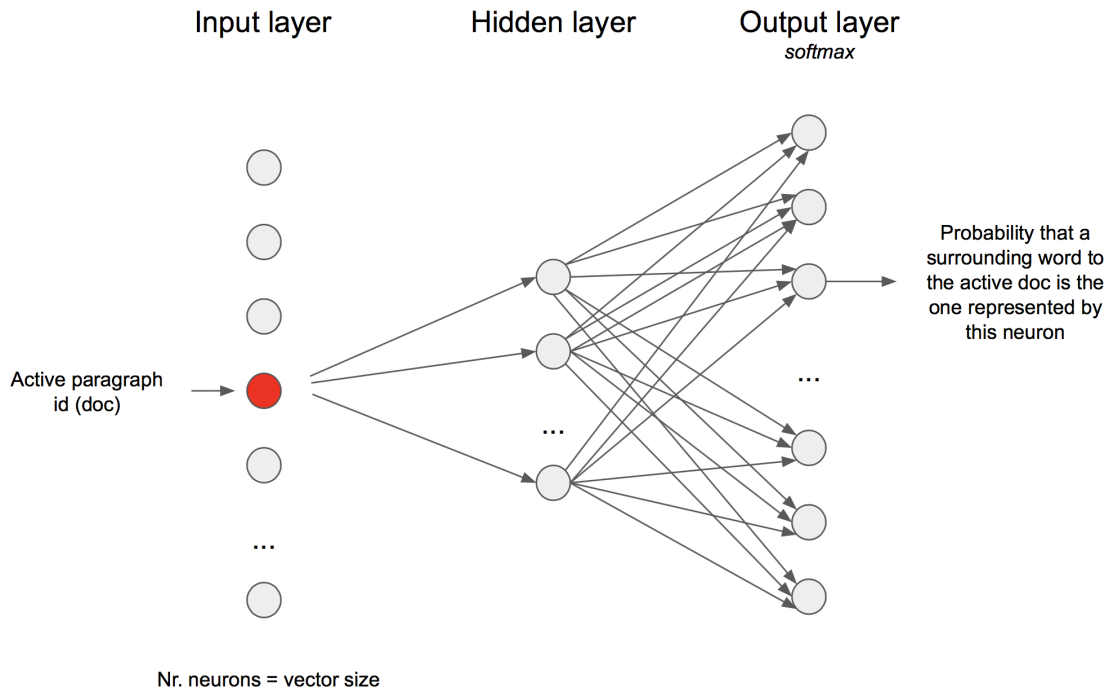 Input layer
Hidden layer
Output layer
softmax
Probability that a
surrounding word to
the active doc is the
one represented by
this neuron
...
Active paragraph
id (doc)
...
...
Nr. neurons = vector size